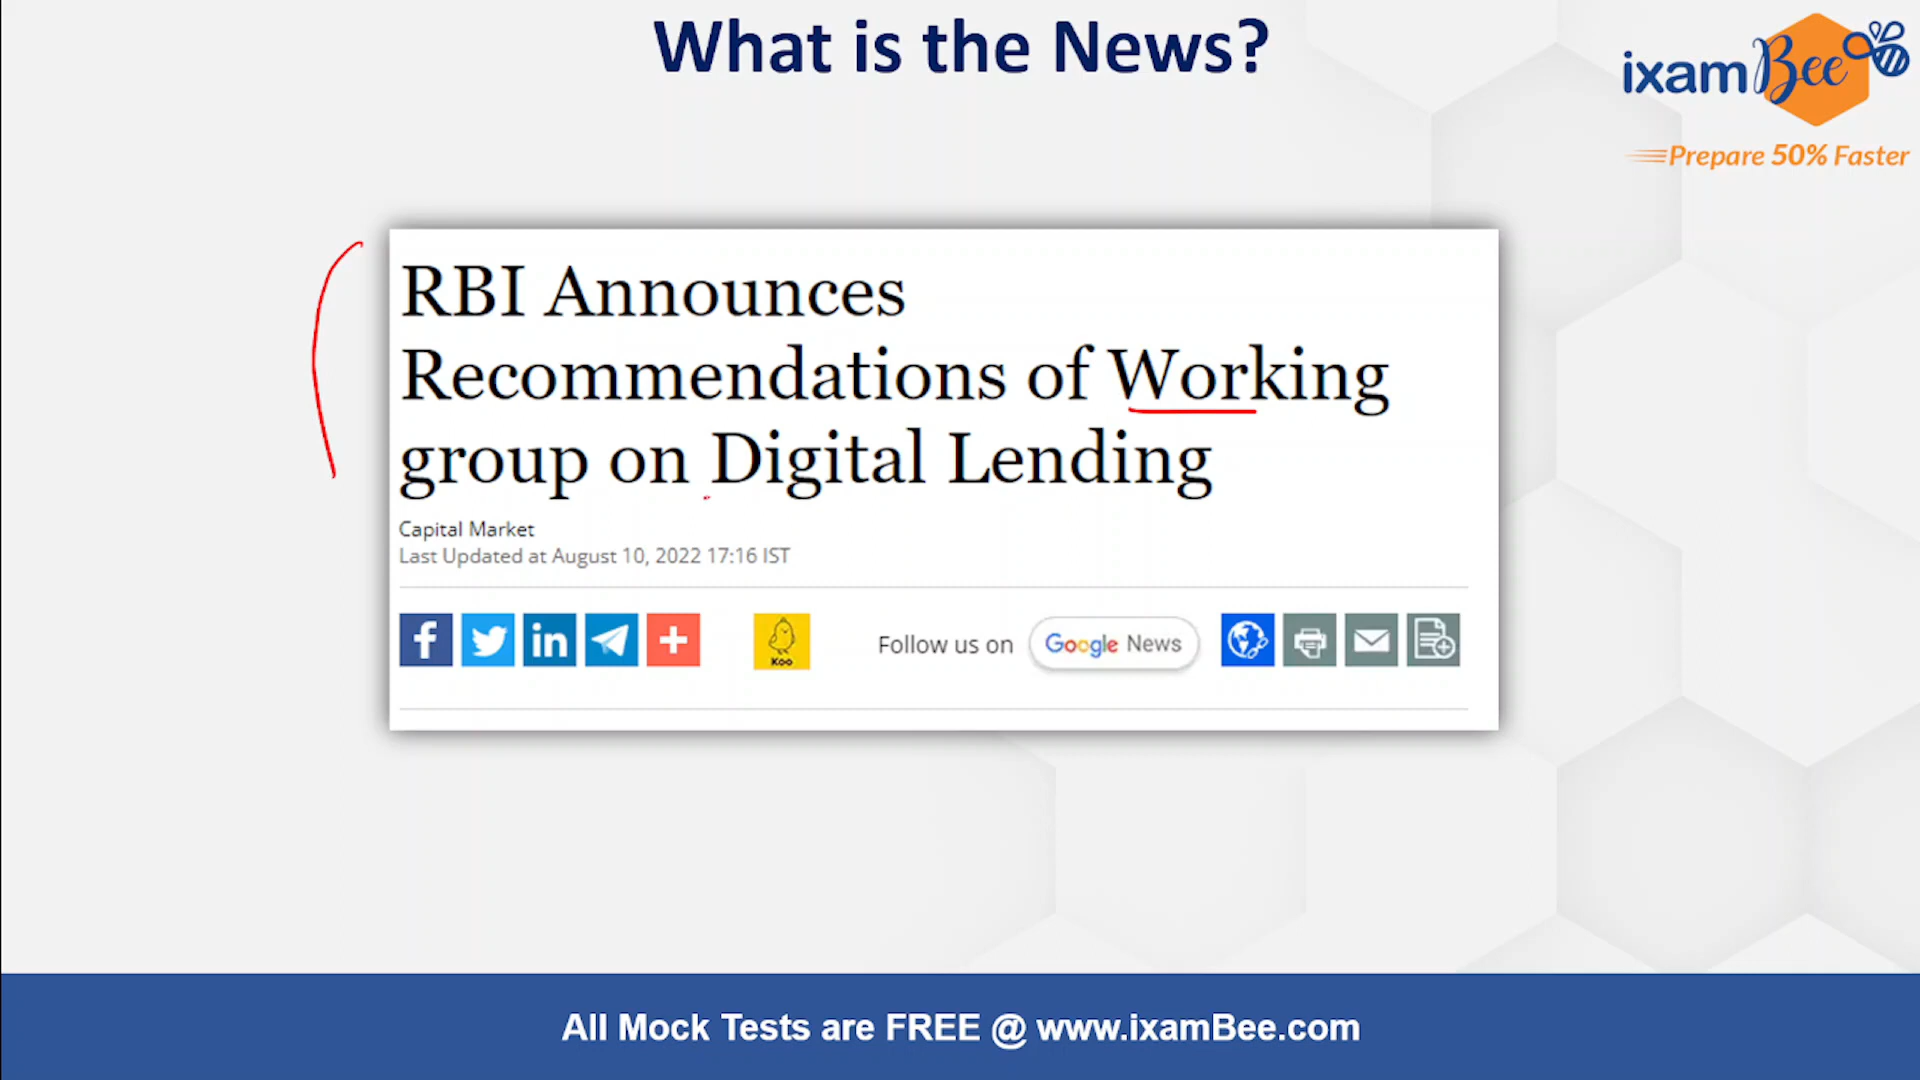 What is the News?
ixamBee
Prepare 50% Faster
RBI Announces
Recommendations of Working
group on Digital Lending
Capital Market
Last Updated at August 10, 2022 17:16 IST
f in + Koo Follow us on Google News
All Mock Tests are FREE @ www.ixamBee.com